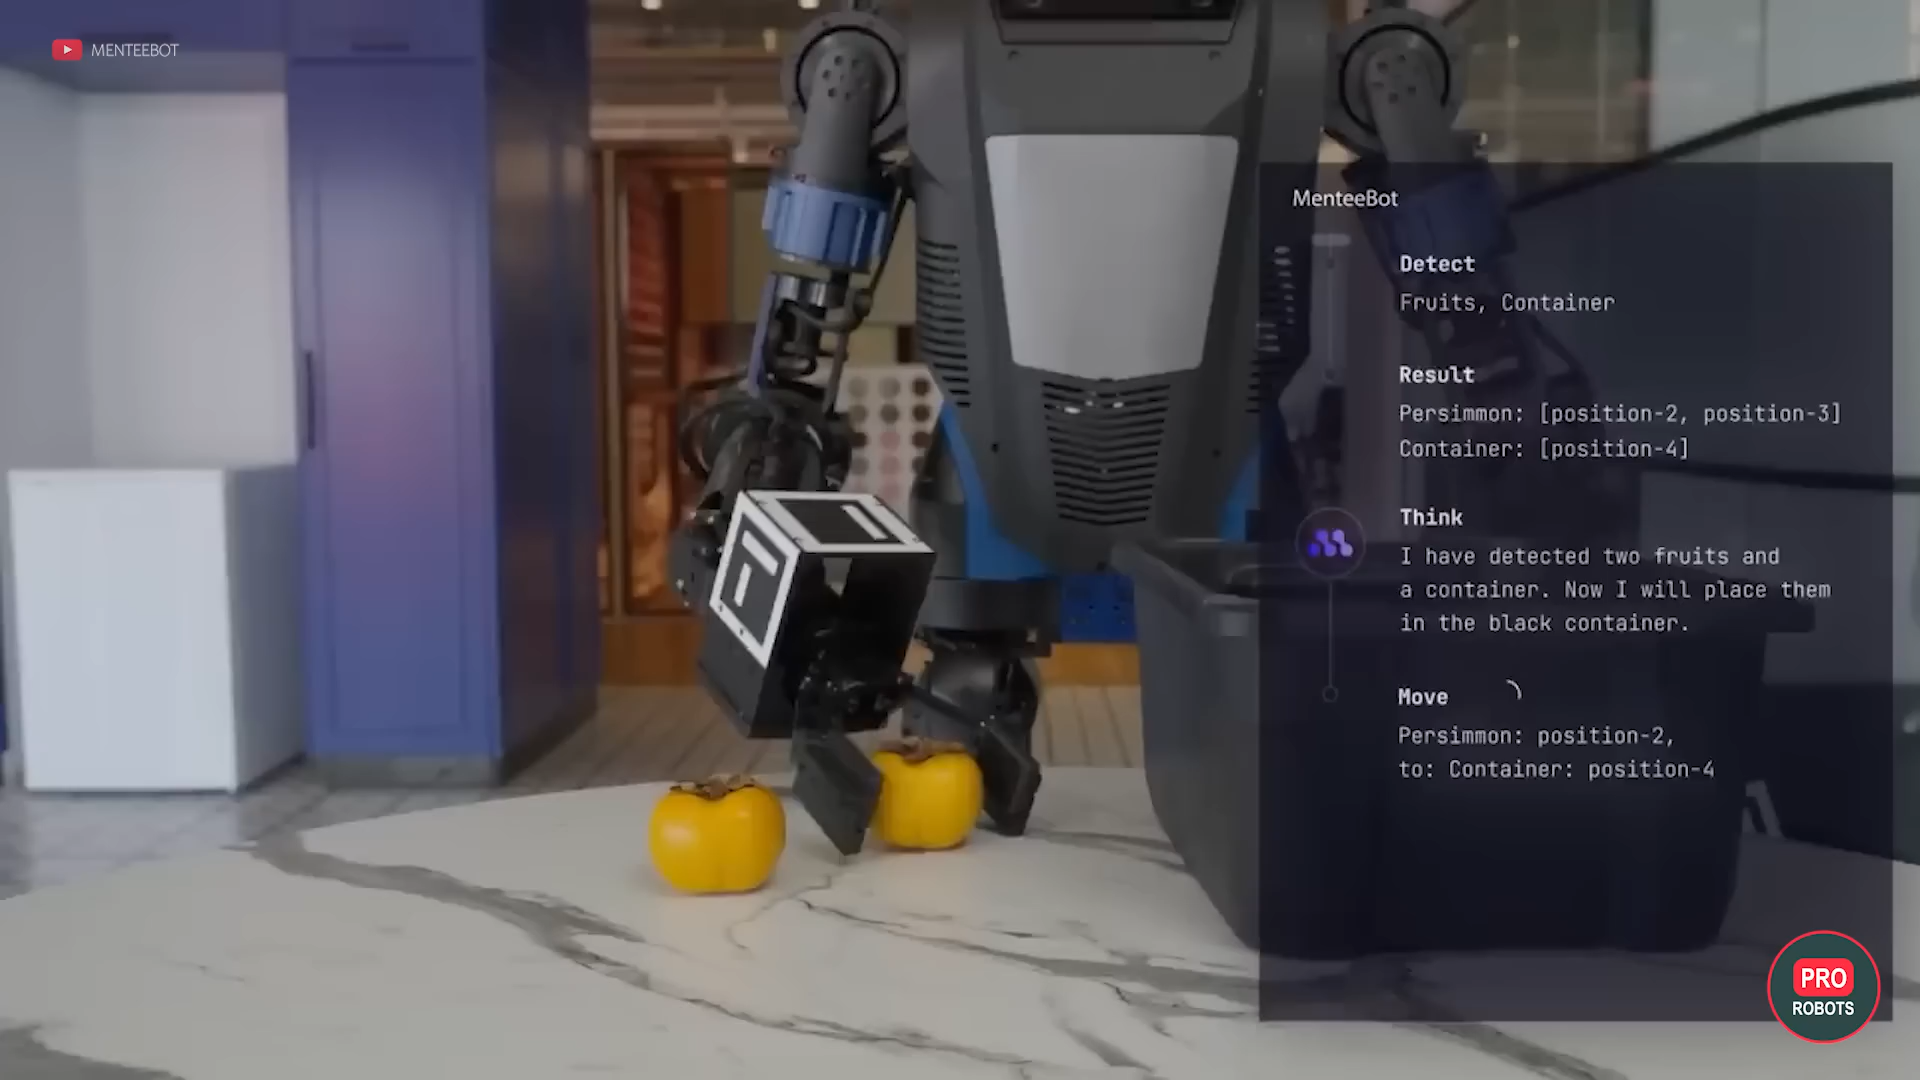 MENTEEBOT
MenteeBot
Detect
Fruits, Container
Result
Persimmon: [position-2, position-3]
Container: [position-4]
Think
I have detected two fruits and
a container. Now I will place them
in the black container.
Move
Persimmon: position-2,
to: Container: position-4
PRO
ROBOTS